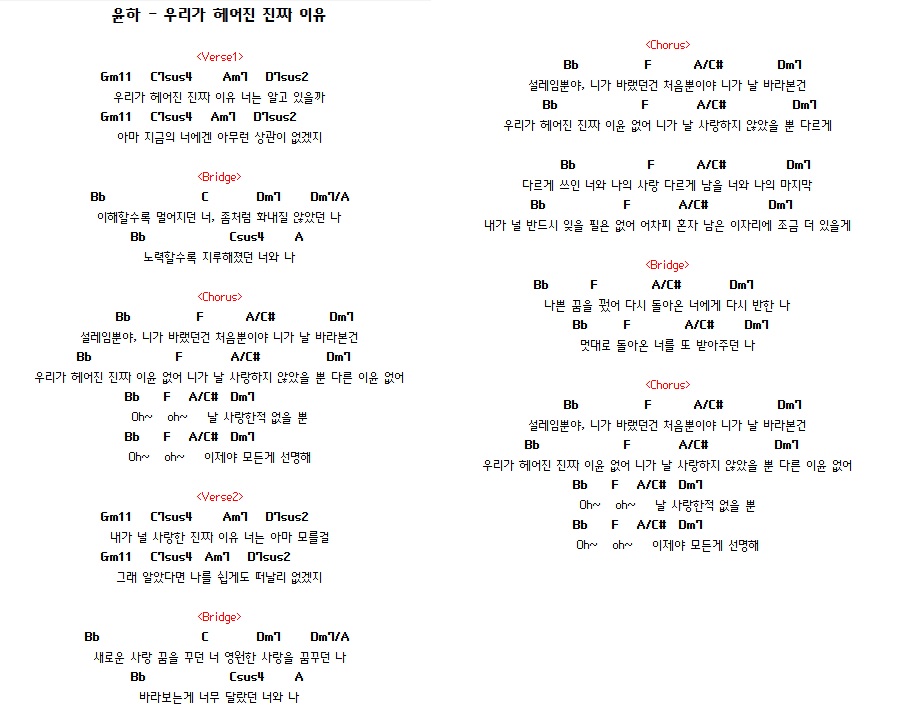 윤하 - 우리가 헤어진 진짜 이유
<Verse1>
Gm11 C7sus4 Am7 D7sus2
우리가 헤어진 진짜 이유 너는 알고 있을까
Gm11 C7sus4 Am7 D7sus2
아마 지금의 너에겐 아무런 상관이 없겠지
<Bridge>
Bb C Dm7 Dm7/A
이해할수록 멀어지던 너, 좀처럼 화내질 않았던 나
Bb Csus4 A
노력할수록 지루해졌던 너와 나
<Chorus>
Bb F A/C# Dm7
설레임뿐야, 니가 바랬던건 처음뿐이야 니가 날 바라본건
Bb F A/C# Dm7
우리가 헤어진 진짜 이윤 없어 니가 날 사랑하지 않았을 뿐 다른 이윤 없어
Bb F A/C# Dm7
Oh~ oh~ 날 사랑한적 없을 뿐
Bb F A/C# Dm7
Oh~ oh~ 이제야 모든게 선명해
<Verse2>
Gm11 C7sus4 Am7 D7sus2
내가 널 사랑한 진짜 이유 너는 아마 모를걸
Gm11 C7sus4 Am7 D7sus2
그래 알았다면 나를 쉽게도 떠날리 없겠지
<Bridge>
Bb C Dm7 Dm7/A
새로운 사랑 꿈을 꾸던 너 영원한 사랑을 꿈꾸던 나
Bb Csus4 A
바라보는게 너무 달랐던 너와 나
<Chorus>
Bb F A/C# Dm7
설레임뿐야, 니가 바랬던건 처음뿐이야 니가 날 바라본건
Bb F A/C# Dm7
우리가 헤어진 진짜 이윤 없어 니가 날 사랑하지 않았을 뿐 다르게
Bb F A/C# Dm7
다르게 쓰인 너와 나의 사랑 다르게 남을 너와 나의 마지막
Bb F A/C# Dm7
내가 널 반드시 잊을 필욘 없어 어차피 혼자 남은 이자리에 조금 더 있을게
<Bridge>
Bb F A/C# Dm7
나쁜 꿈을 꿨어 다시 돌아온 너에게 다시 반한 나
Bb F A/C# Dm7
멋대로 돌아온 너를 또 받아주던 나
<Chorus>
Bb F A/C# Dm7
설레임뿐야, 니가 바랬던건 처음뿐이야 니가 날 바라본건
Bb F A/C# Dm7
우리가 헤어진 진짜 이윤 없어 니가 날 사랑하지 않았을 뿐 다른 이윤 없어
Bb F A/C# Dm7
Oh~ oh~ 날 사랑한적 없을 뿐
Bb F A/C# Dm7
Oh~ oh~ 이제야 모든게 선명해